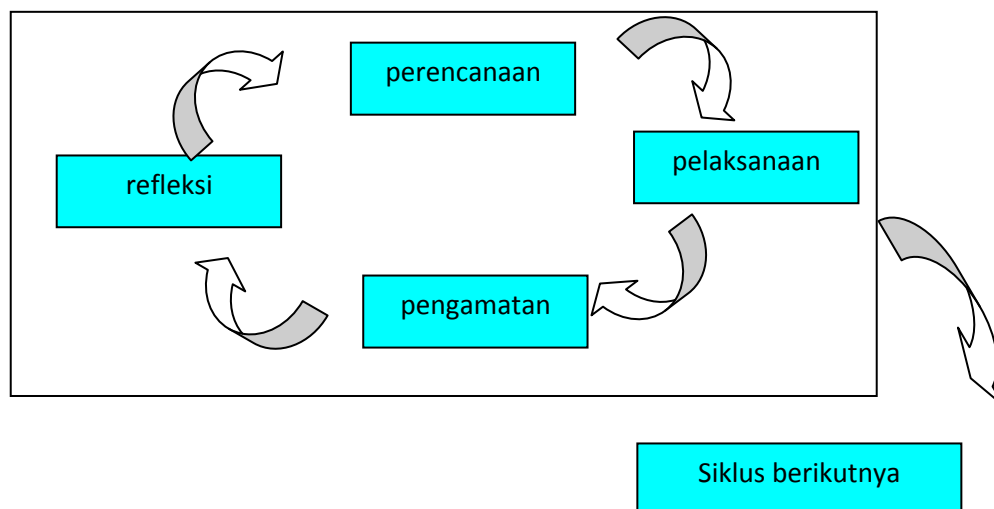 perencanaan
pelaksanaan
refleksi
pengamatan
Siklus berikutnya